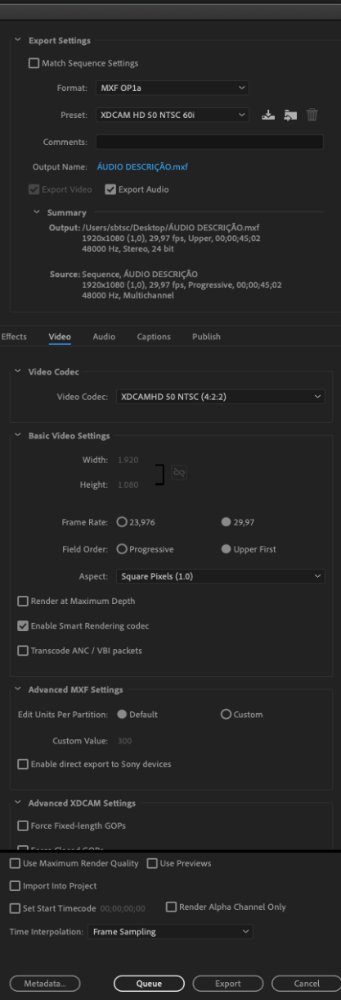 Export Settings
Match Sequence Settings
Format: MXF OP1a
Preset: XDCAM HD 50 NTSC 60i
Comments:
Output Name: ÁUDIO DESCRIÇÃO.mxf
Export Video Export Audio
Summary
Output: /Users/sbtsc/Desktop/ÁUDIO DESCRIÇÃO.mxf
1920x1080 (1,0), 29,97 fps, Upper, 00;00;45;02
48000 Hz, Stereo, 24 bit
Source: Sequence, ÁUDIO DESCRIÇÃO
1920x1080 (1,0), 29,97 fps, Progressive, 00;00;45;02
48000 Hz, Multichannel
Effects Video Audio Captions Publish
Video Codec
Video Codec: XDCAMHD 50 NTSC (4:2:2)
Basic Video Settings
Width: 1.920
Height: 1.080
Frame Rate: 23,976 29,97
Field Order: Progressive Upper First
Aspect: Square Pixels (1.0)
Render at Maximum Depth
Enable Smart Rendering codec
Transcode ANC / VBI packets
Advanced MXF Settings
Edit Units Per Partition: Default Custom
Custom Value: 300
Enable direct export to Sony devices
Advanced XDCAM Settings
Force Fixed-length GOPs
Force Closed GOPs
Use Maximum Render Quality Use Previews
Import Into Project
Set Start Timecode 00;00;00;00 Render Alpha Channel Only
Time Interpolation: Frame Sampling
Metadata... Queue Export Cancel